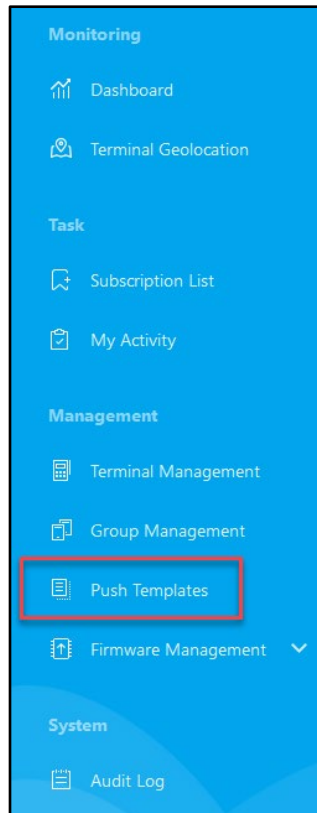 Monitoring
Dashboard
Terminal Geolocation
Task
Subscription List
My Activity
Management
Terminal Management
Group Management
Push Templates
Firmware Management
System
Audit Log